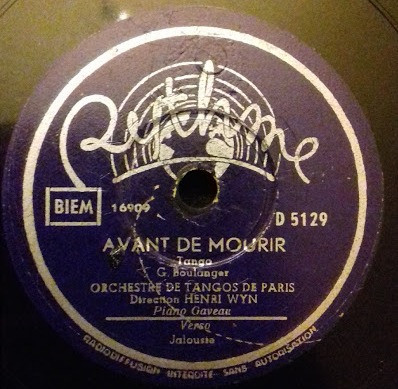 Rythme
BIEM
16909
D 5129
AVANT DE MOURIR
Tango
G. Boulanger
ORCHESTRE DE TANGOS DE PARIS
Direction HENRI WYN
Piano Gaveau
Verso
Jalousie
RADIODIFFUSION INTERDITE SANS AUTORISATION